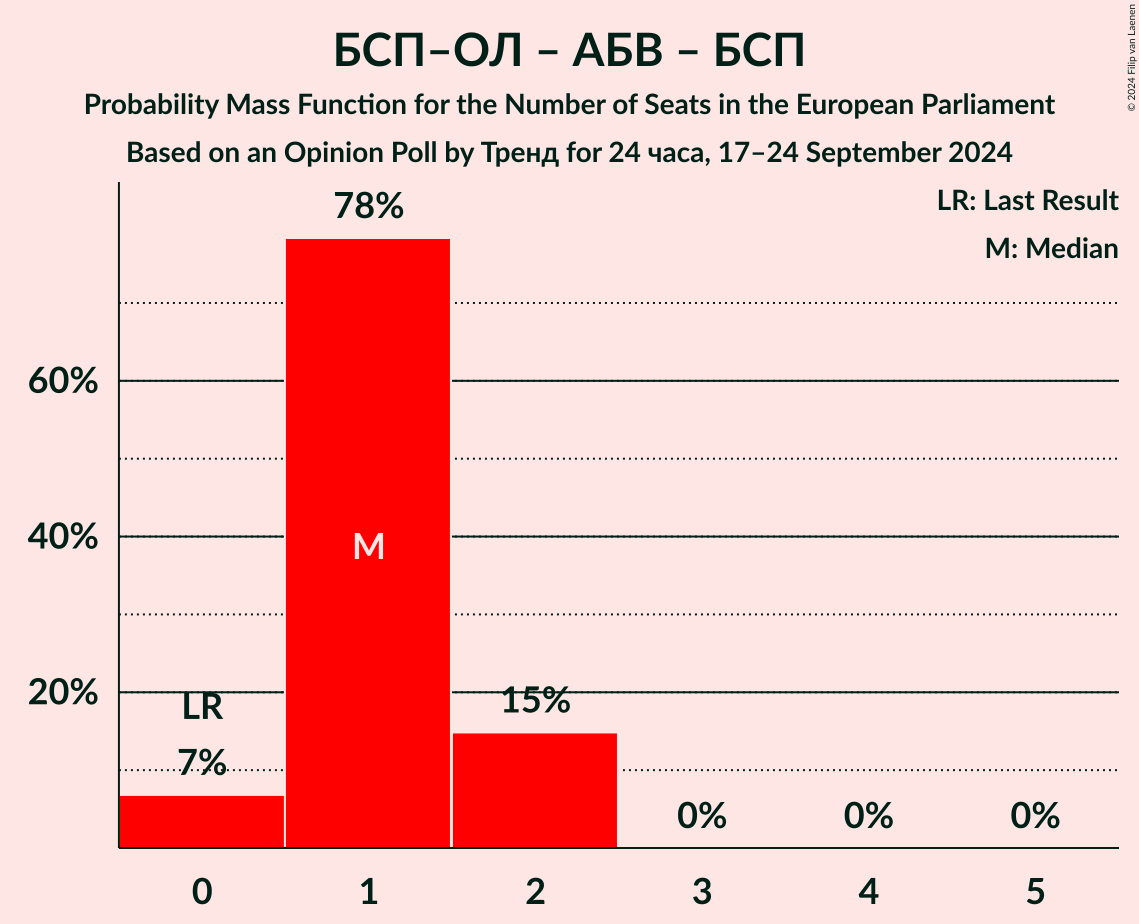 БСП–ОЛ – АБВ – БСП
Probability Mass Function for the Number of Seats in the European Parliament
Based on an Opinion Poll by Тренд for 24 часа, 17–24 September 2024
© 2024 Filip van Laenen
LR: Last Result
M: Median
78%
60%
M
40%
20%
LR
15%
7%
0%
0%
0%
0
1
2
3
4
5